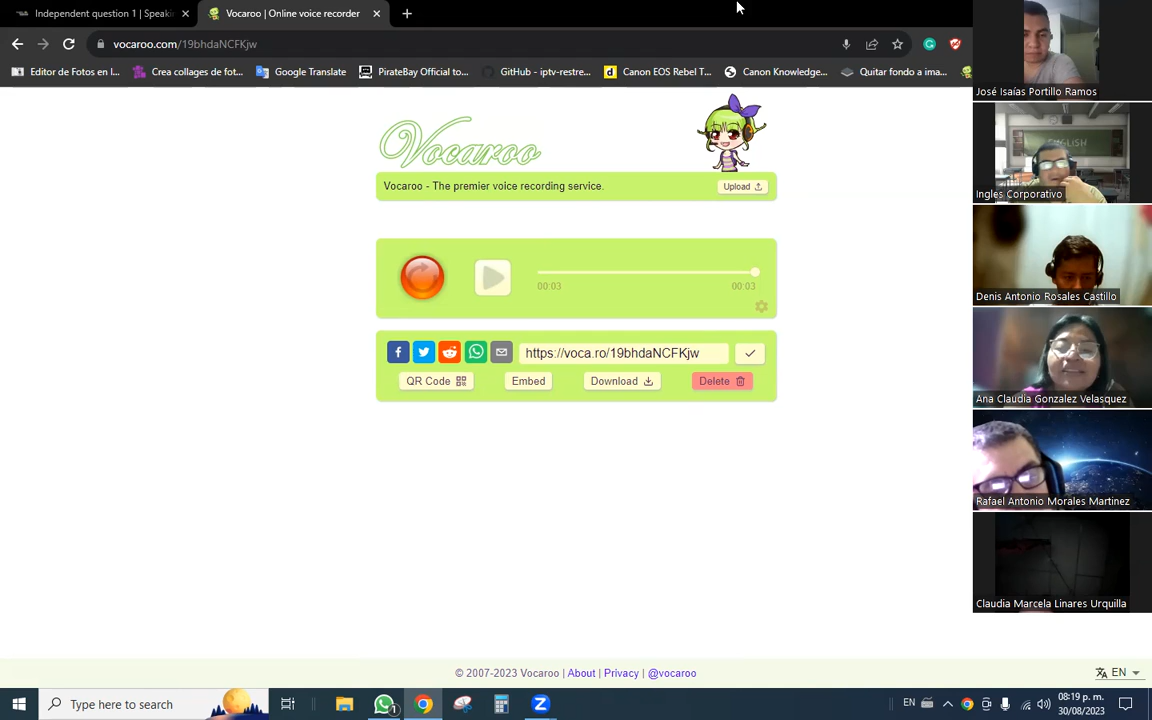 Independent question 1 | Speaki
Vocaroo | Online voice recorder
vocaroo.com/19bhdaNCFKjw
Editor de Fotos en l...
Crea collages de fot...
Google Translate
PirateBay Official to...
GitHub - iptv-restre...
Canon EOS Rebel T...
Canon Knowledge...
Quitar fondo a ima...
Vocaroo
Vocaroo - The premier voice recording service.
Upload
00:03
00:03
https://voca.ro/19bhdaNCFKjw
QR Code
Embed
Download
Delete
© 2007-2023 Vocaroo | About | Privacy | @vocaroo
EN
José Isaías Portillo Ramos
ENGLISH
Ingles Corporativo
Denis Antonio Rosales Castillo
Ana Claudia Gonzalez Velasquez
Rafael Antonio Morales Martinez
Claudia Marcela Linares Urquilla
Type here to search
1
EN
08:19 p. m.
30/08/2023